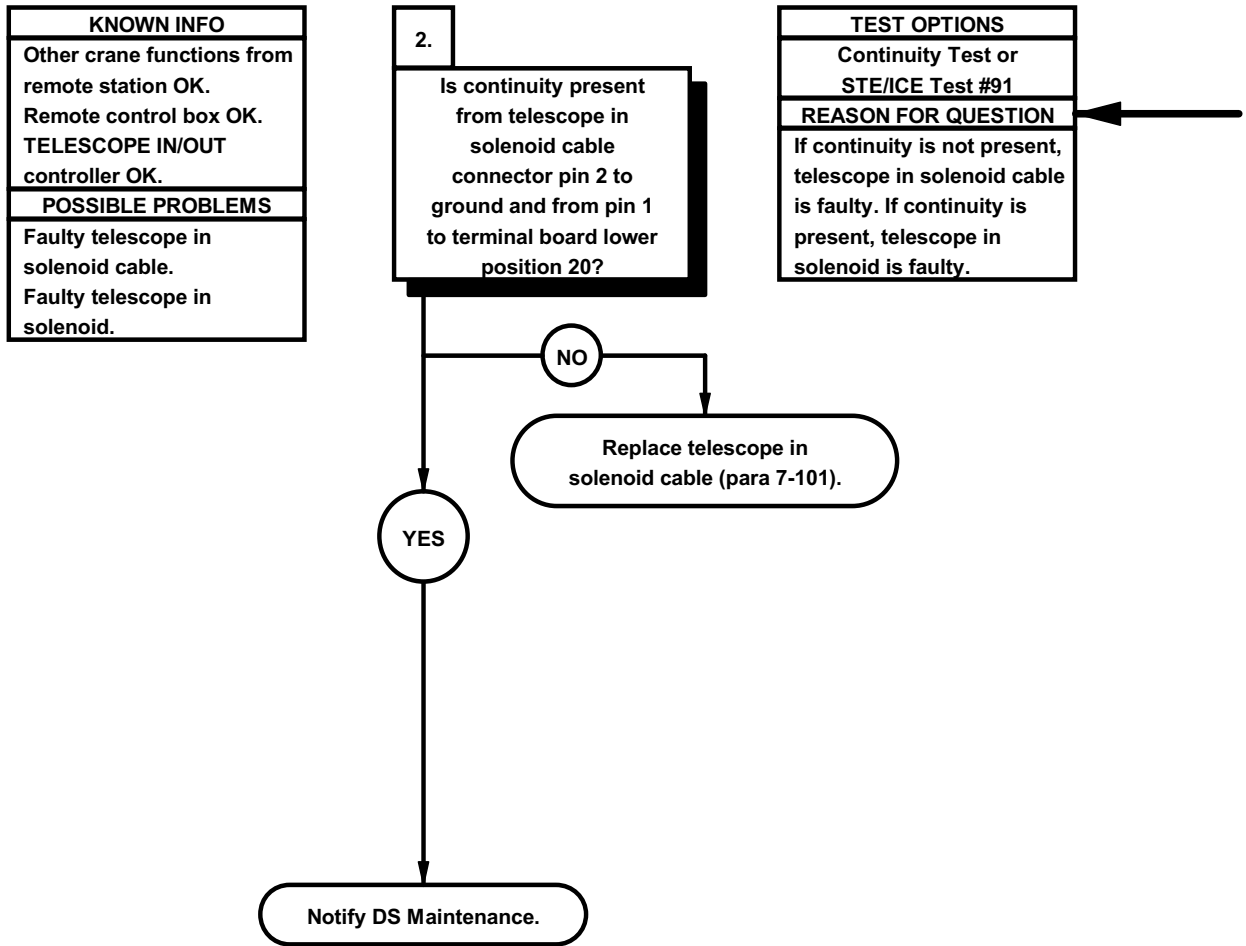 KNOWN INFO
Other crane functions from
remote station OK.
Remote control box OK.
TELESCOPE IN/OUT
controller OK.
POSSIBLE PROBLEMS
Faulty telescope in
solenoid cable.
Faulty telescope in
solenoid.
2.
Is continuity present
from telescope in
solenoid cable
connector pin 2 to
ground and from pin 1
to terminal board lower
position 20?
TEST OPTIONS
Continuity Test or
STE/ICE Test #91
REASON FOR QUESTION
If continuity is not present,
telescope in solenoid cable
is faulty. If continuity is
present, telescope in
solenoid is faulty.
NO
Replace telescope in
solenoid cable (para 7-101).
YES
Notify DS Maintenance.